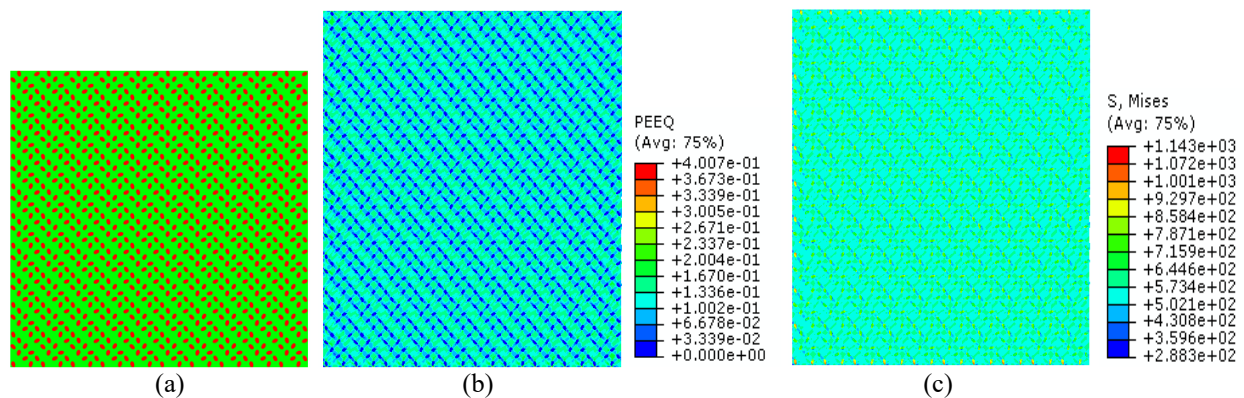 PEEQ
(Avg: 75%)
+4.007e-01
+3.673e-01
+3.339e-01
+3.005e-01
+2.671e-01
+2.337e-01
+2.004e-01
+1.670e-01
+1.336e-01
+1.002e-01
+6.678e-02
+3.339e-02
+0.000e+00
S, Mises
(Avg: 75%)
+1.143e+03
+1.072e+03
+1.001e+03
+9.297e+02
+8.584e+02
+7.871e+02
+7.159e+02
+6.446e+02
+5.734e+02
+5.021e+02
+4.308e+02
+3.596e+02
+2.883e+02
(a)
(b)
(c)